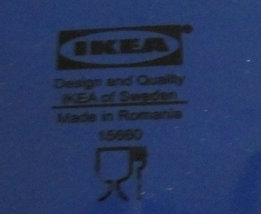 IKEA
Design and Quality
IKEA of Sweden
Made in Romania
15660